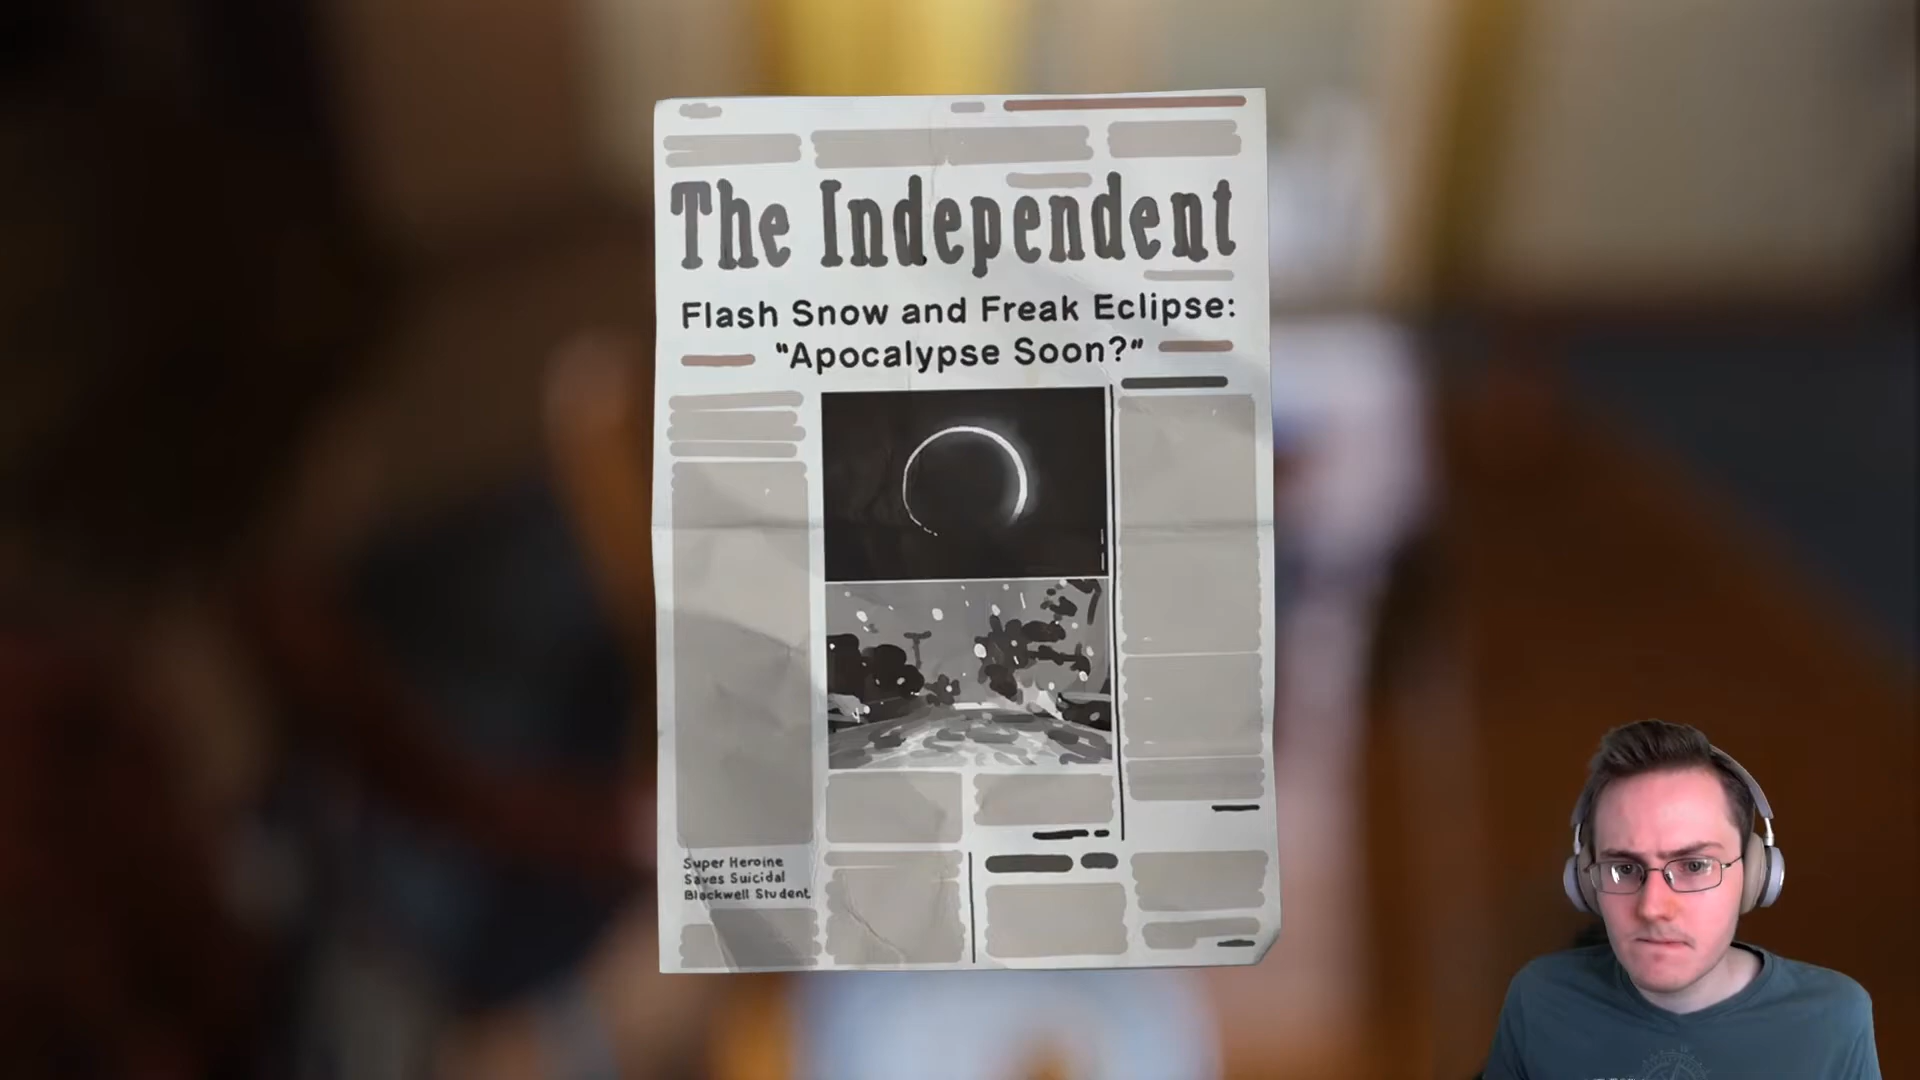 The Independent
Flash Snow and Freak Eclipse:
"Apocalypse Soon?"
Super Heroine
Saves Suicidal
Blackwell Student